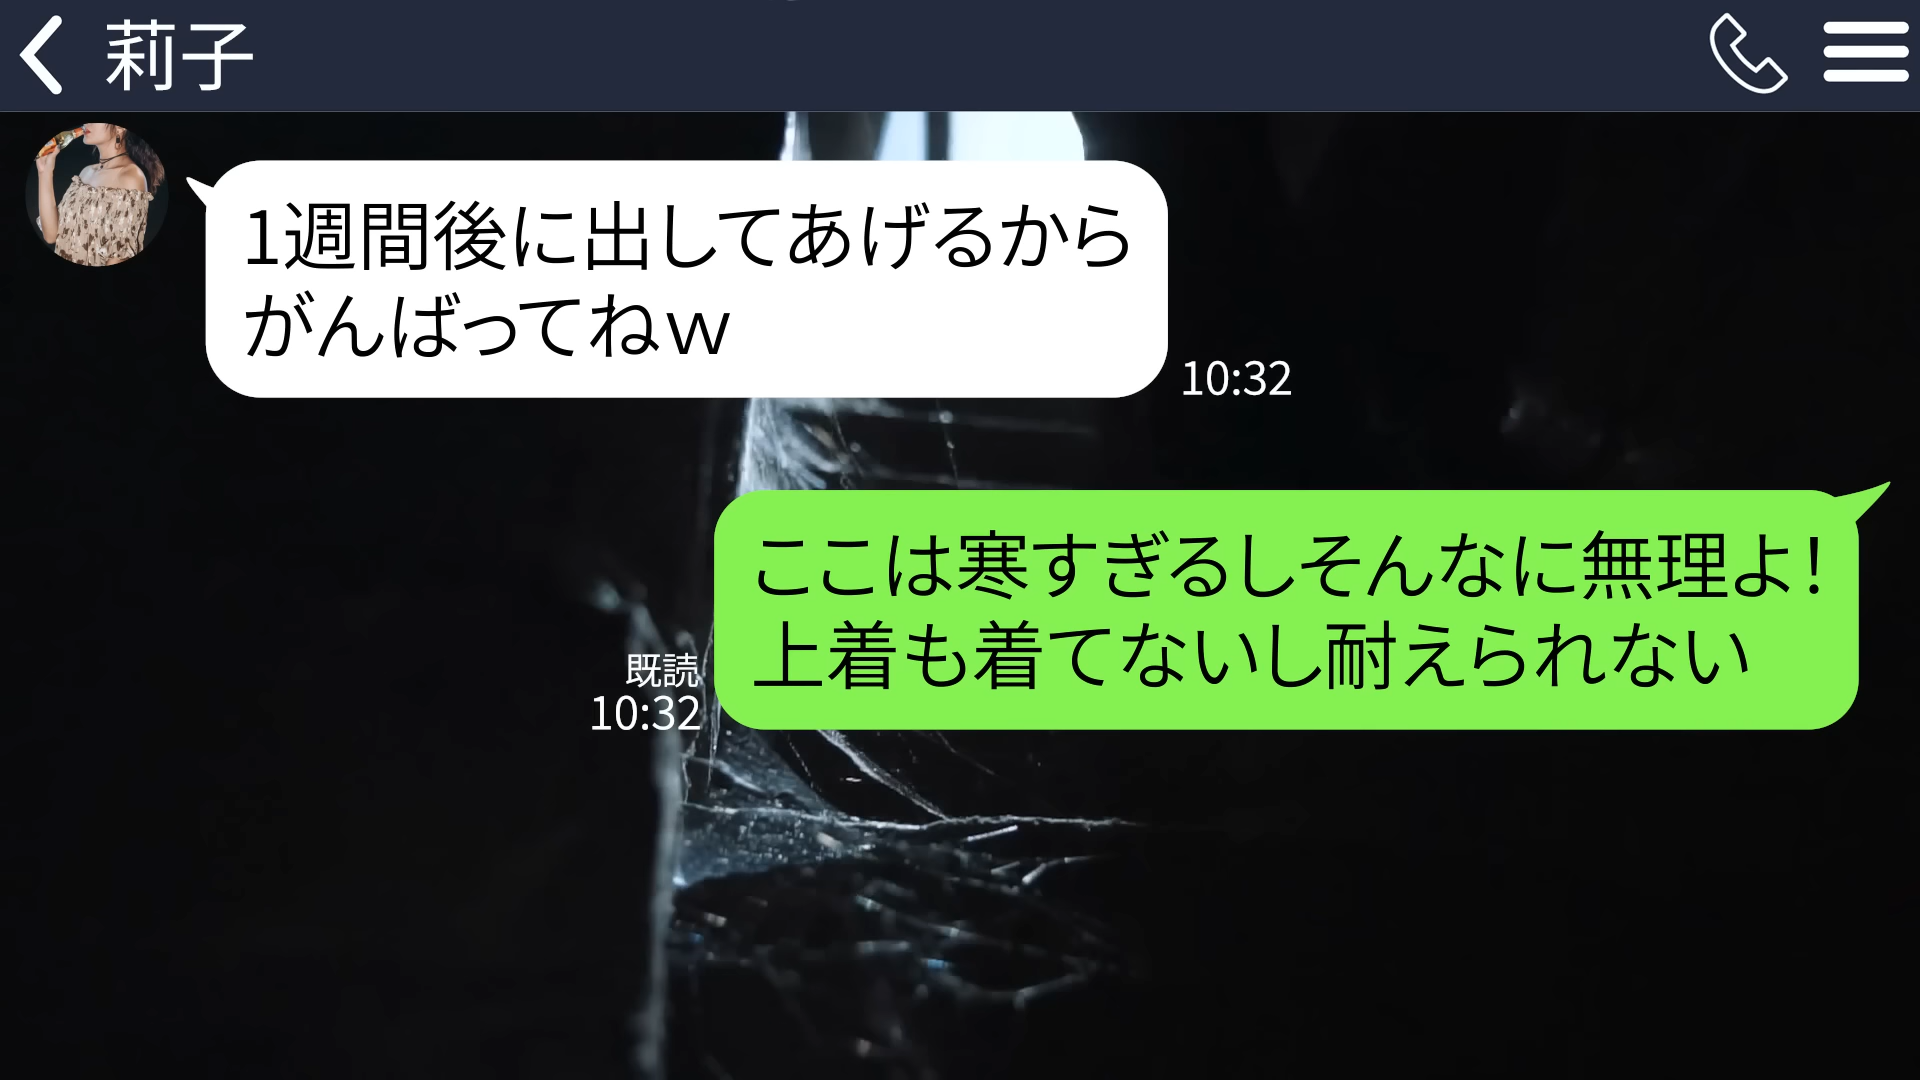 莉子
1週間後に出してあげるから
がんばってねｗ
10:32
ここは寒すぎるしそんなに無理よ!
上着も着てないし耐えられない
既読
10:32